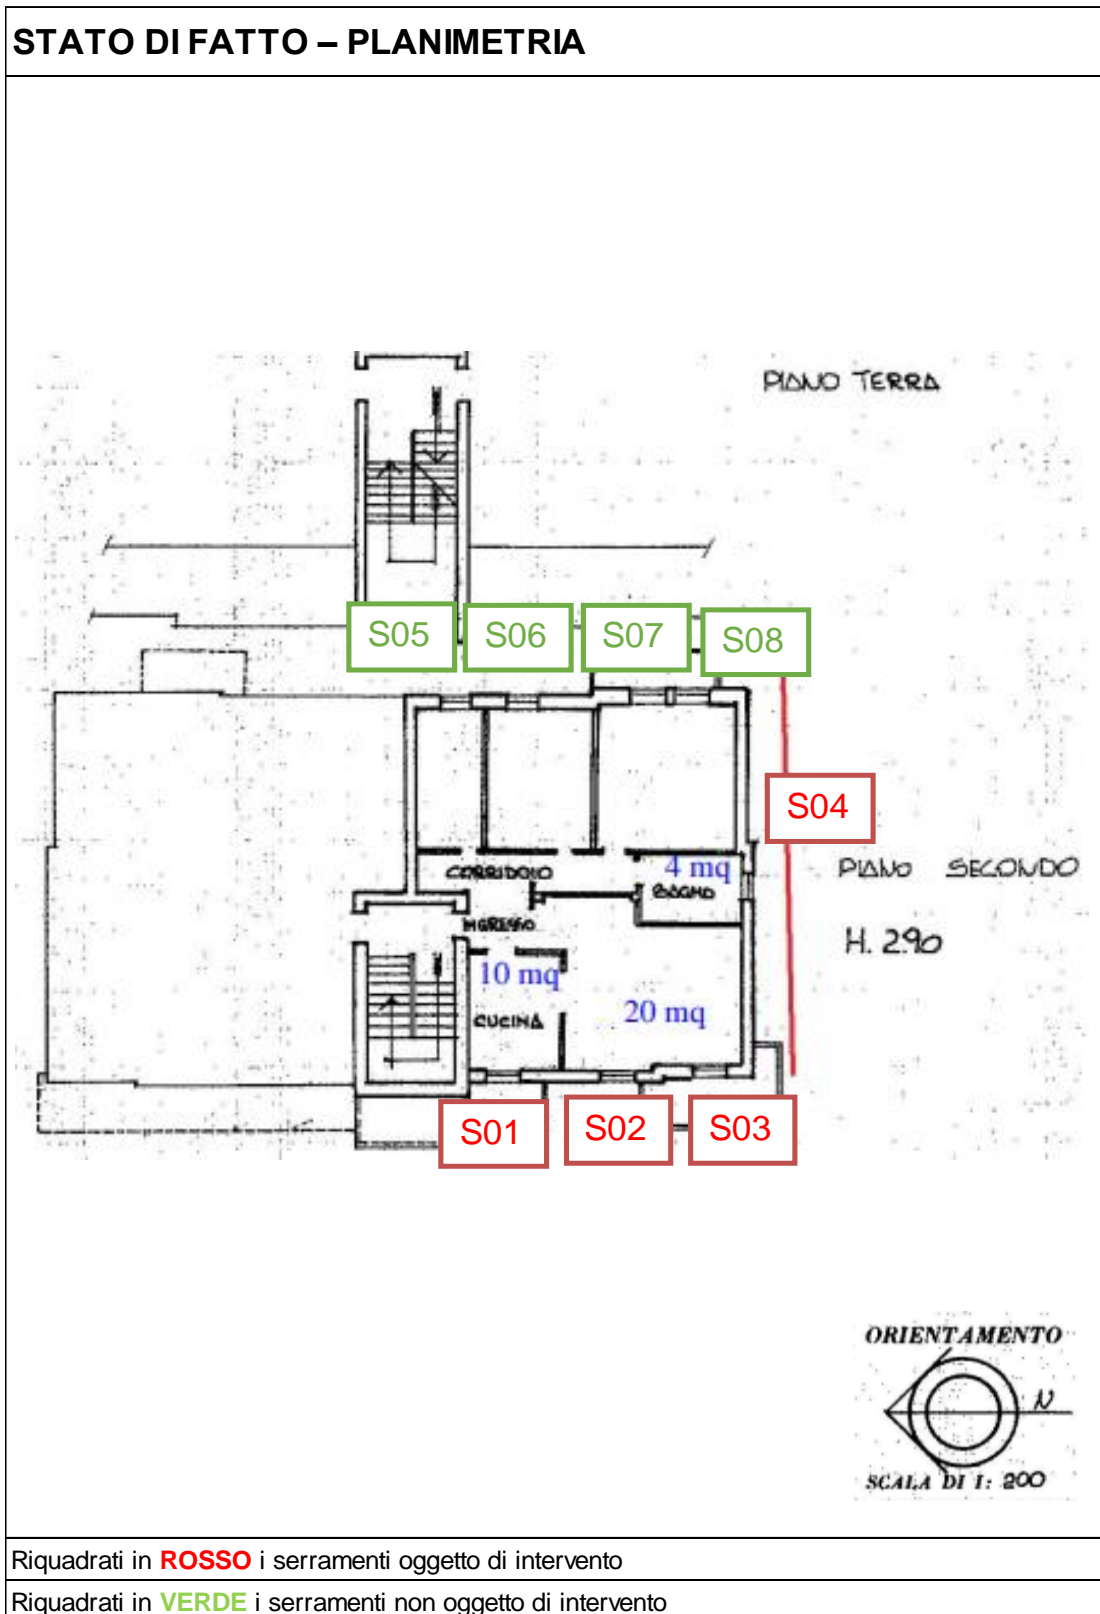 STATO DI FATTO – PLANIMETRIA
PIANO TERRA
S05
S06
S07
S08
S04
CORRIDOIO
4 mq
BAGNO
PIANO SECONDO
INGRESSO
H. 2.90
10 mq
CUCINA
20 mq
S01
S02
S03
ORIENTAMENTO
N
SCALA DI 1: 200
Riquadrati in ROSSO i serramenti oggetto di intervento
Riquadrati in VERDE i serramenti non oggetto di intervento